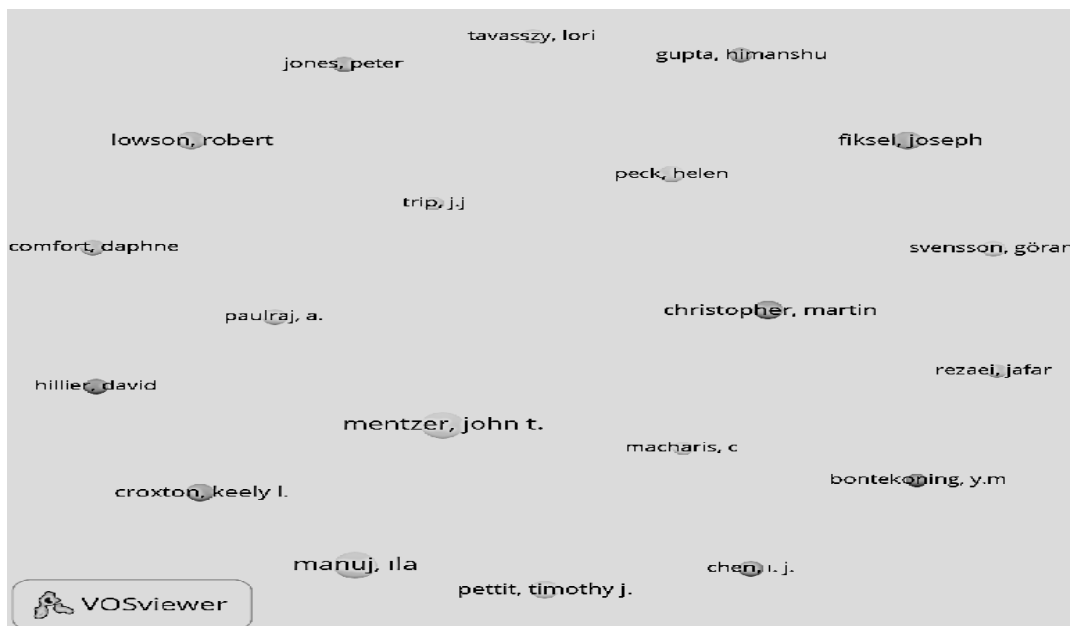 tavasszy, lori
gupta, himanshu
jones, peter
lowson, robert
fiksel, joseph
peck, helen
trip, j.j
comfort, daphne
svensson, göran
christopher, martin
paulraj, a.
rezaei, jafar
hillier, david
mentzer, john t.
macharis, c
bontekoning, y.m
croxton, keely l.
manuj, ıla
chen, ı. j.
pettit, timothy j.
VOSviewer